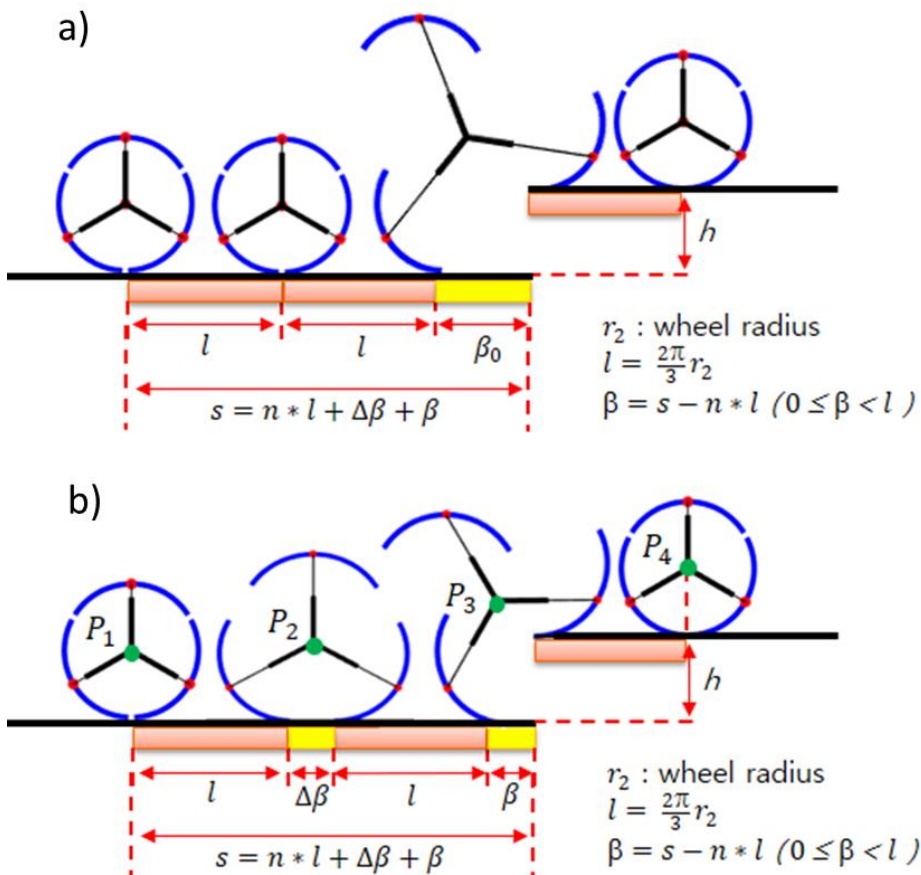 a)
h
l
l
β₀
s = n * l + Δβ + β
r₂ : wheel radius
l = 2π/3 r₂
β = s − n * l (0 ≤ β < l )
b)
P₁
P₂
P₃
P₄
h
l
Δβ
l
β
s = n * l + Δβ + β
r₂ : wheel radius
l = 2π/3 r₂
β = s − n * l (0 ≤ β < l )